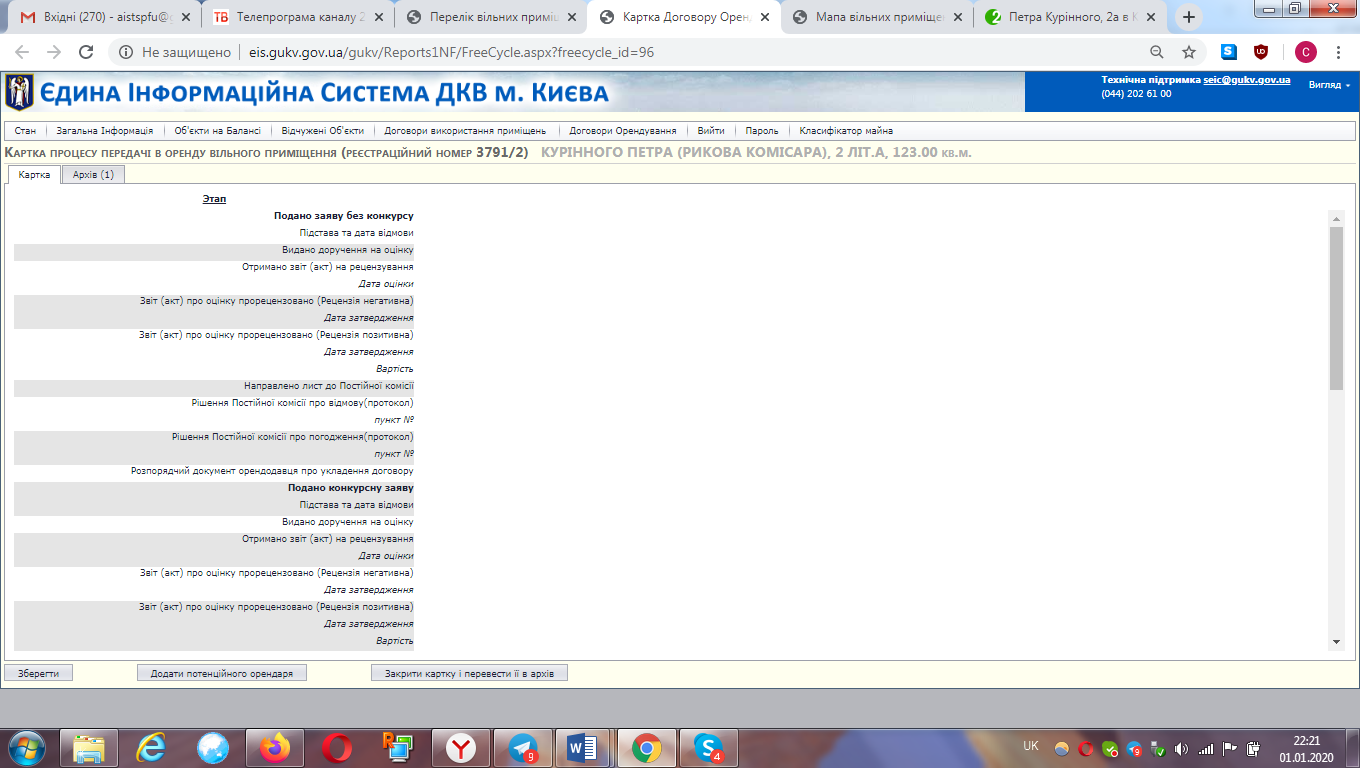 Вхідні (270) - aistspfu@g
Телепрограма каналу 2
Перелік вільних приміщ
Картка Договору Орен
Мапа вільних приміщен
Петра Курінного, 2а в К
Не защищено
eis.gukv.gov.ua/gukv/Reports1NF/FreeCycle.aspx?freecycle_id=96
Єдина Інформаційна Система ДКВ м. Києва
Технічна підтримка seic@gukv.gov.ua
(044) 202 61 00
Вигляд
Стан
Загальна Інформація
Об'єкти на Балансі
Відчужені Об'єкти
Договори використання приміщень
Договори Орендування
Вийти
Пароль
Класифікатор майна
Картка процесу передачі в оренду вільного приміщення (реєстраційний номер 3791/2) КУРІННОГО ПЕТРА (РИКОВА КОМІСАРА), 2 ЛІТ.А, 123.00 кв.м.
Картка
Архів (1)
Этап
Подано заяву без конкурсу
Підстава та дата відмови
Видано доручення на оцінку
Отримано звіт (акт) на рецензування
Дата оцінки
Звіт (акт) про оцінку прорецензовано (Рецензія негативна)
Дата затвердження
Звіт (акт) про оцінку прорецензовано (Рецензія позитивна)
Дата затвердження
Вартість
Направлено лист до Постійної комісії
Рішення Постійної комісії про відмову(протокол)
пункт №
Рішення Постійної комісії про погодження(протокол)
пункт №
Розпорядчий документ орендодавця про укладення договору
Подано конкурсну заяву
Підстава та дата відмови
Видано доручення на оцінку
Отримано звіт (акт) на рецензування
Дата оцінки
Звіт (акт) про оцінку прорецензовано (Рецензія негативна)
Дата затвердження
Звіт (акт) про оцінку прорецензовано (Рецензія позитивна)
Дата затвердження
Вартість
Зберегти
Додати потенційного орендаря
Закрити картку і перевести її в архів
UK
22:21
01.01.2020